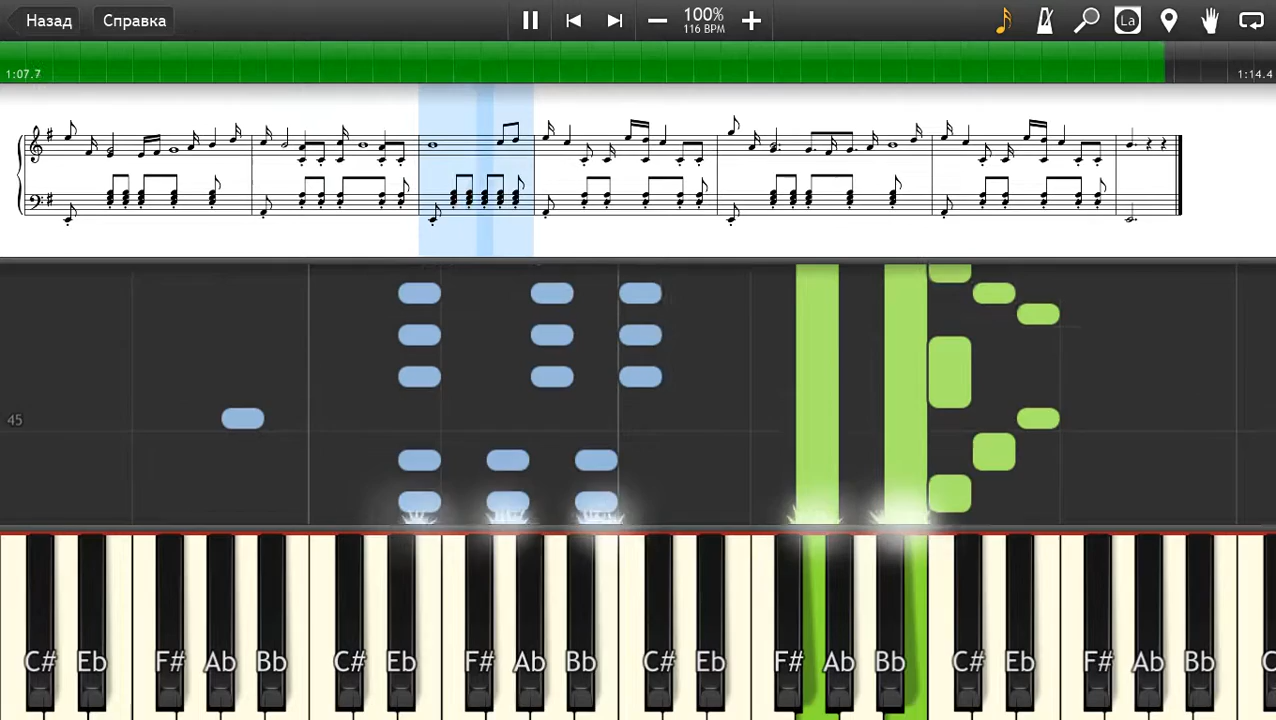 Назад Справка 100% La
116 BPM
1:07.7 1:14.4
45
C# Eb F# Ab Bb C# Eb F# Ab Bb C# Eb F# Ab Bb C# Eb F# Ab Bb C